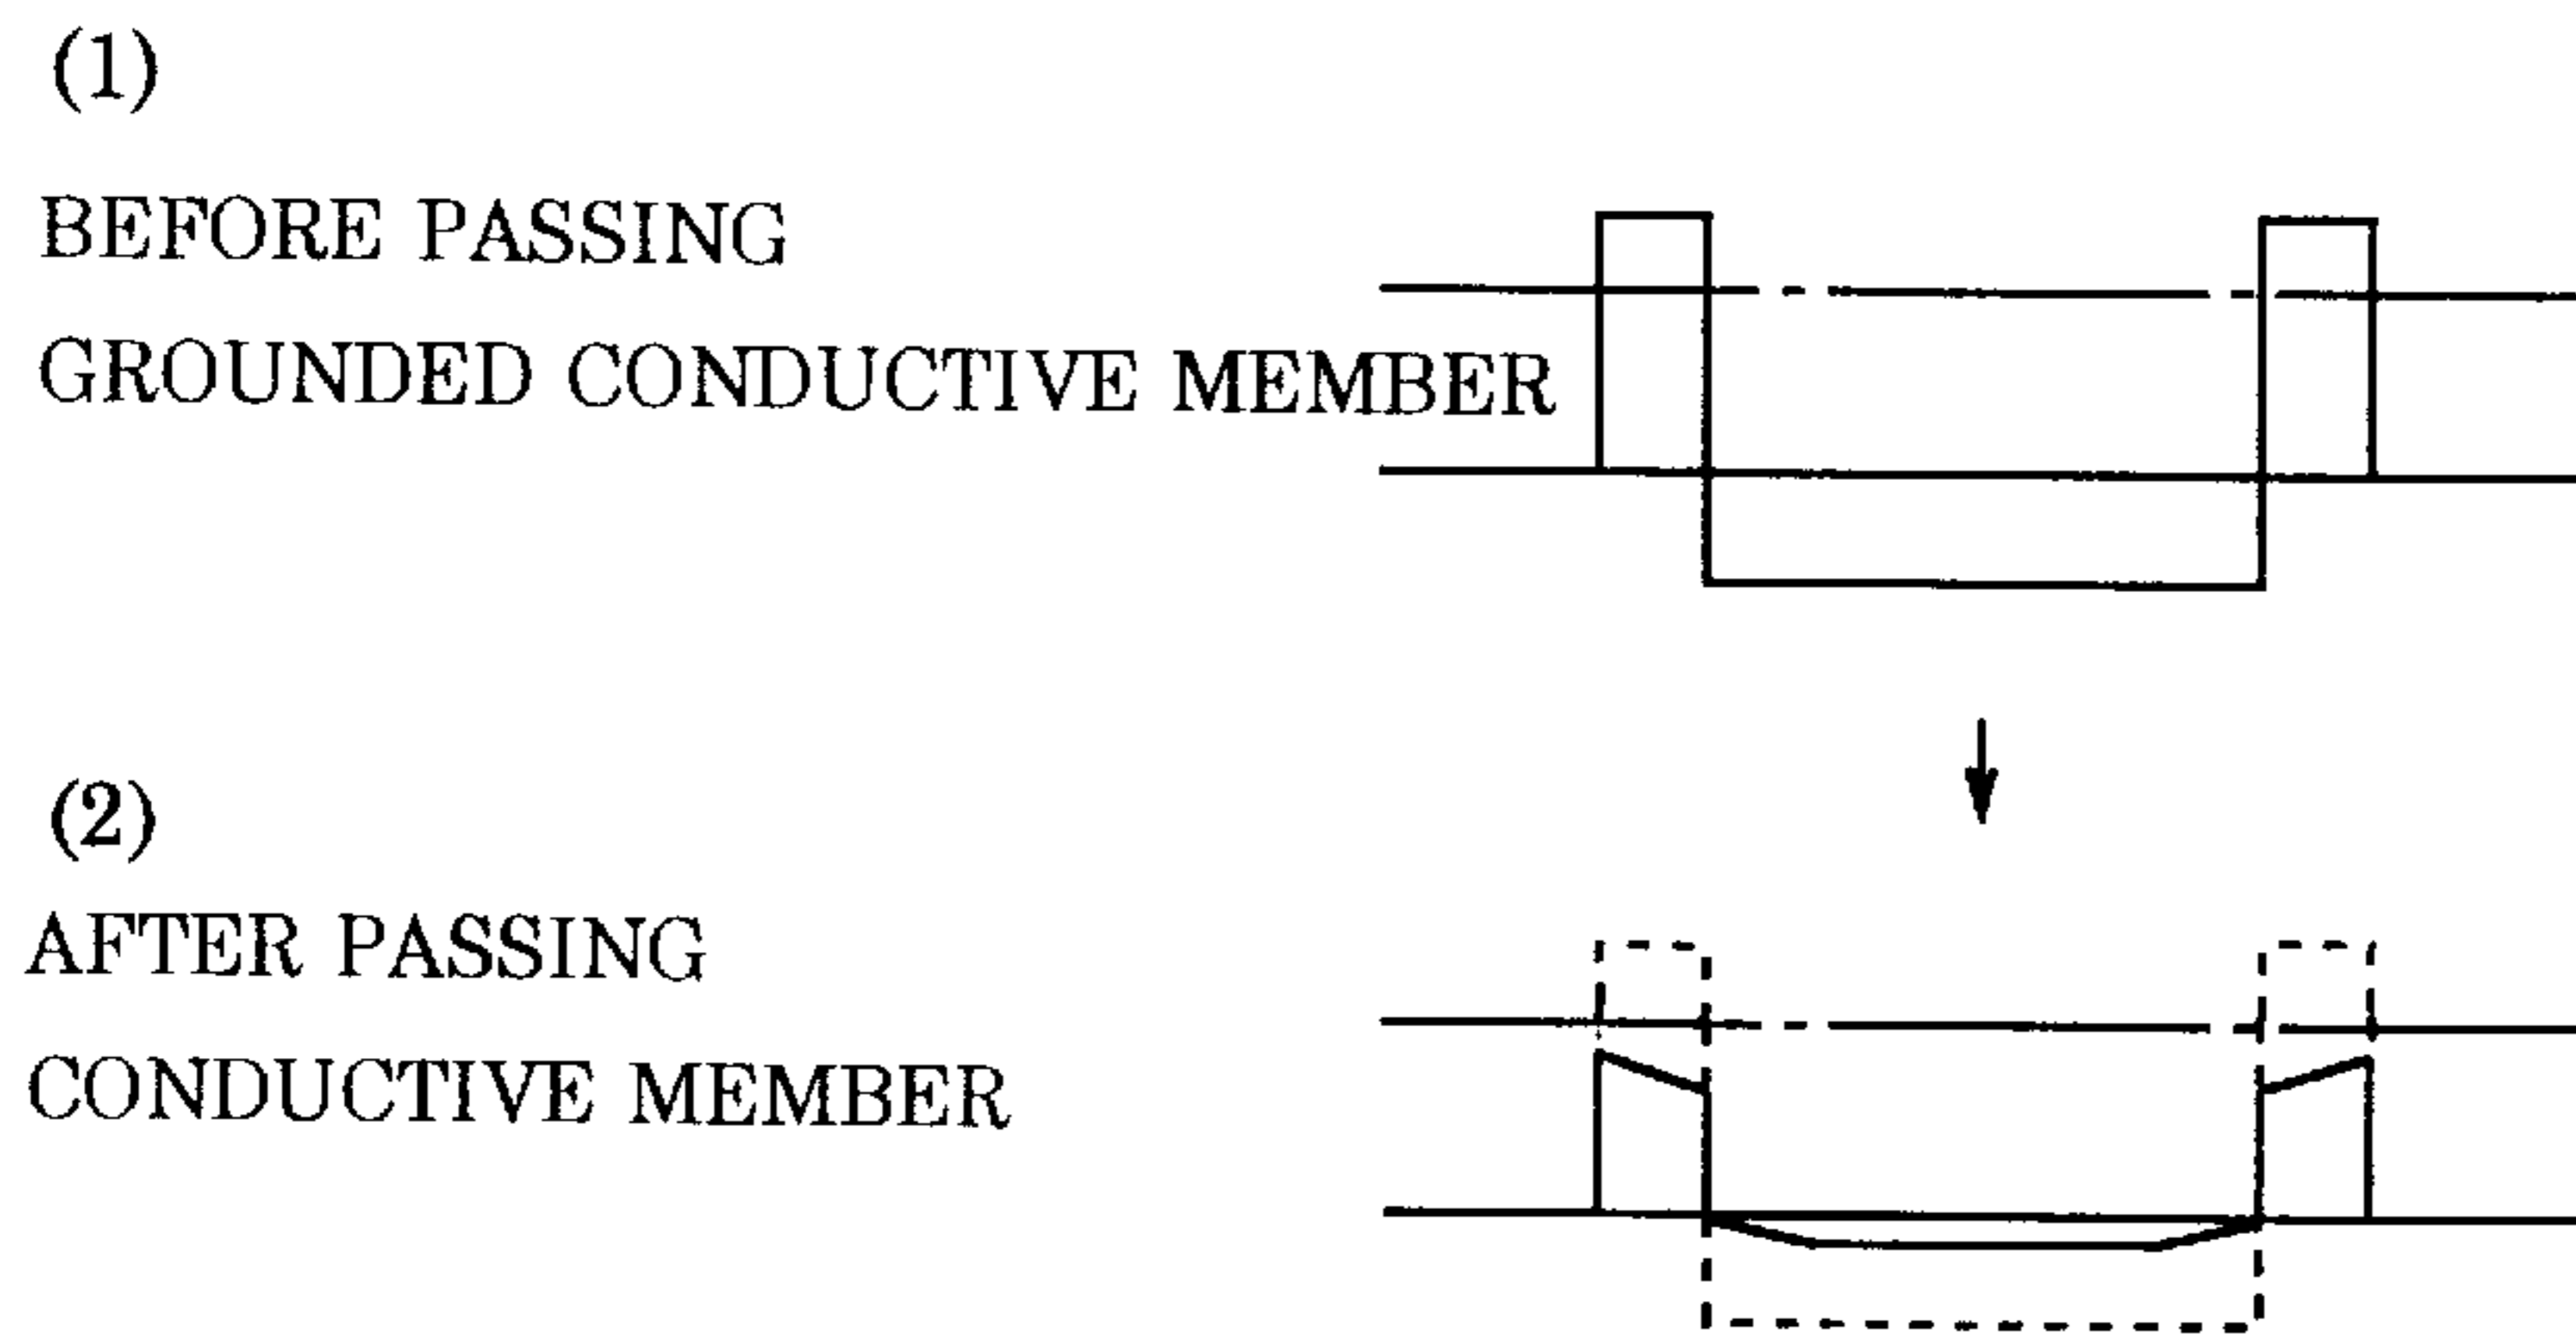 (1)
BEFORE PASSING
GROUNDED CONDUCTIVE MEMBER
(2)
AFTER PASSING
CONDUCTIVE MEMBER